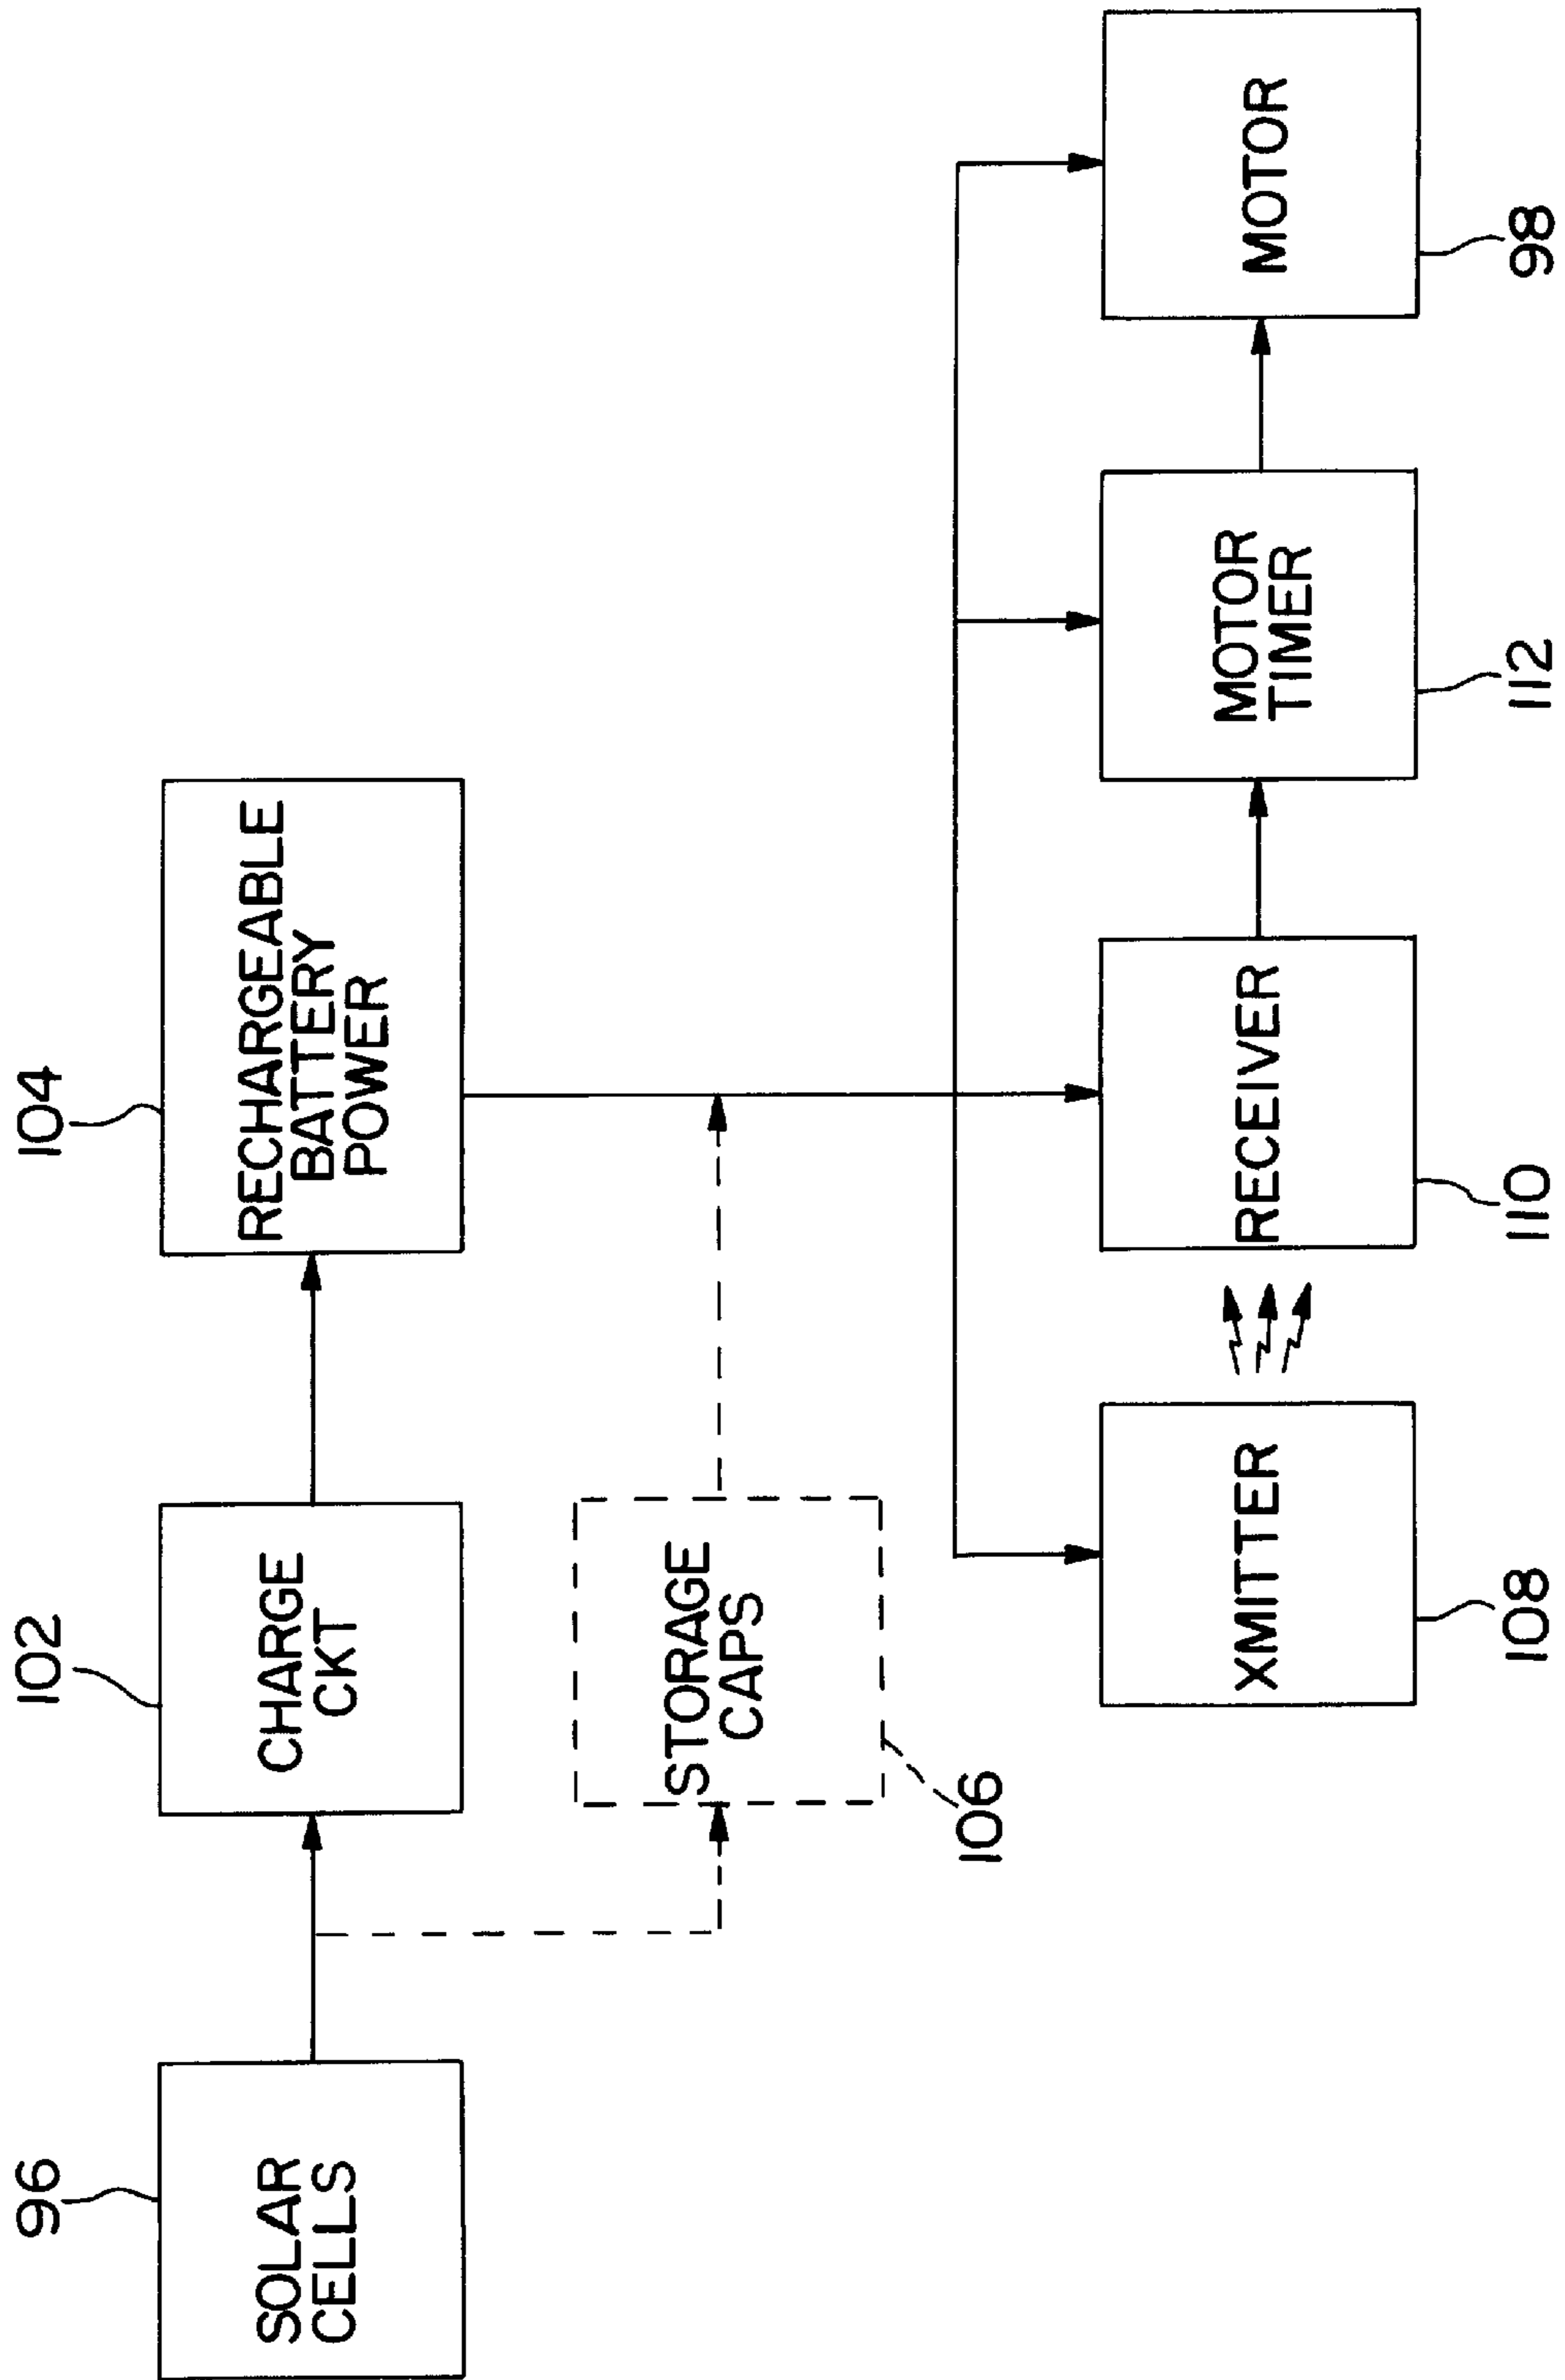 96
SOLAR
CELLS
102
CHARGE
CKT
104
RECHARGEABLE
BATTERY
POWER
STORAGE
CAPS
106
XMITTER
108
RECEIVER
110
MOTOR
TIMER
112
MOTOR
98